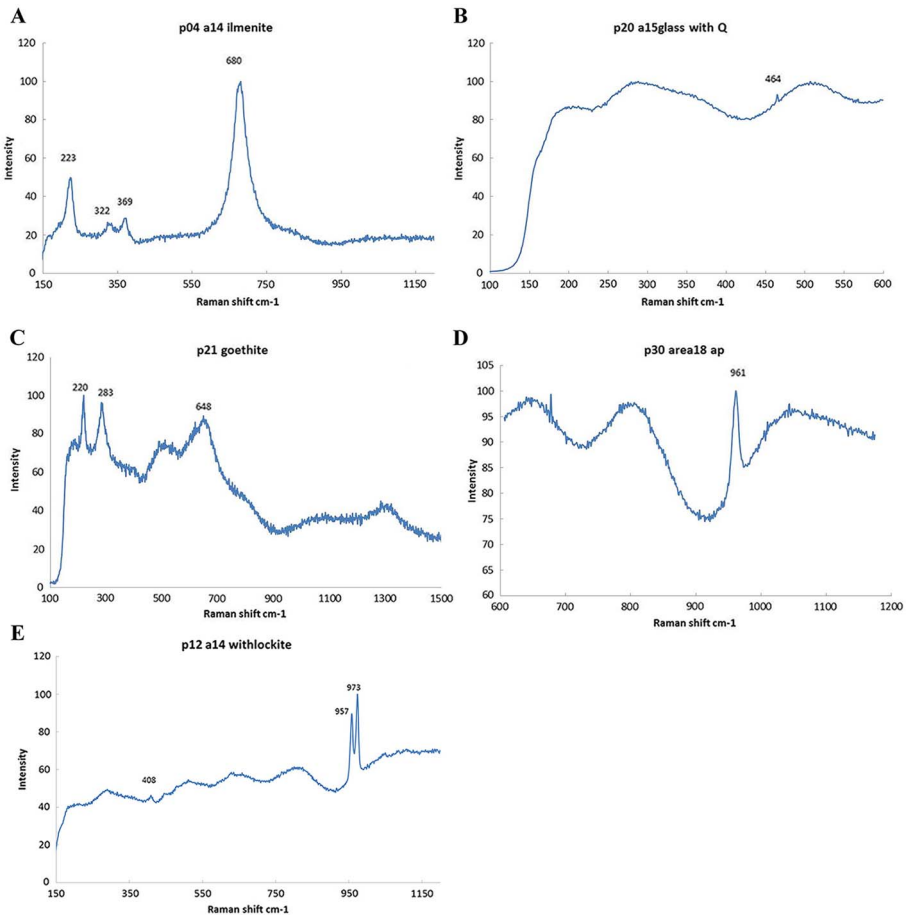 A
p04 a14 ilmenite
120
100
80
60
40
20
0
Intensity
223
322
369
680
150 350 550 750 950 1150
Raman shift cm-1
B
p20 a15glass with Q
120
100
80
60
40
20
0
Intensity
464
100 150 200 250 300 350 400 450 500 550 600
Raman shift cm-1
C
p21 goethite
120
100
80
60
40
20
0
Intensity
220
283
648
100 300 500 700 900 1100 1300 1500
Raman shift cm-1
D
p30 area18 ap
105
100
95
90
85
80
75
70
65
60
Intensity
961
600 700 800 900 1000 1100 1200
Raman shift cm-1
E
p12 a14 withlockite
120
100
80
60
40
20
0
Intensity
408
957
973
150 350 550 750 950 1150
Raman shift cm-1